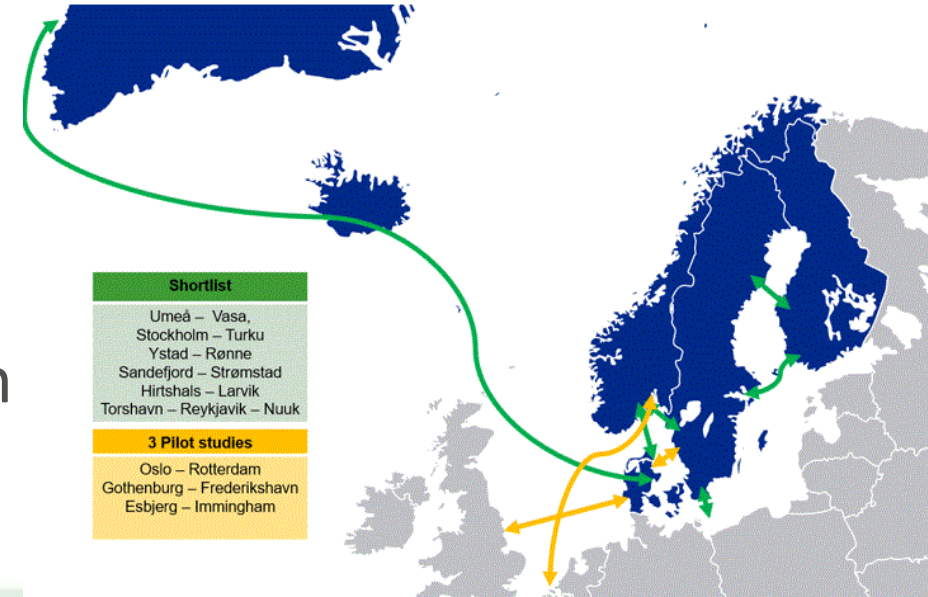 n
Shortlist
Umeå – Vasa,
Stockholm – Turku
Ystad – Rønne
Sandefjord – Strømstad
Hirtshals – Larvik
Torshavn – Reykjavik – Nuuk
3 Pilot studies
Oslo – Rotterdam
Gothenburg – Frederikshavn
Esbjerg – Immingham